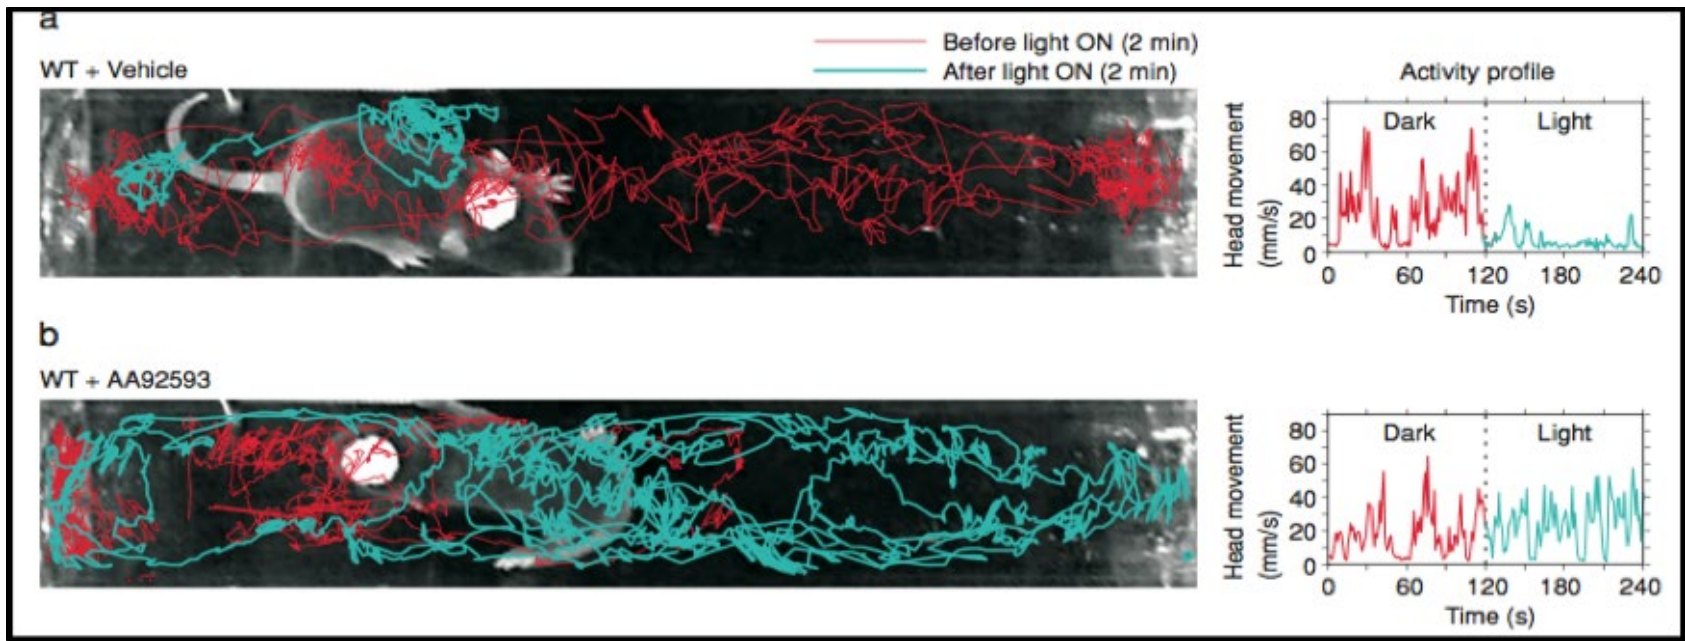 a
Before light ON (2 min)
WT + Vehicle
After light ON (2 min)
Activity profile
Head movement
(mm/s)
80
60
40
20
0
Dark
Light
0 60 120 180 240
Time (s)
b
WT + AA92593
Head movement
(mm/s)
80
60
40
20
0
Dark
Light
0 60 120 180 240
Time (s)